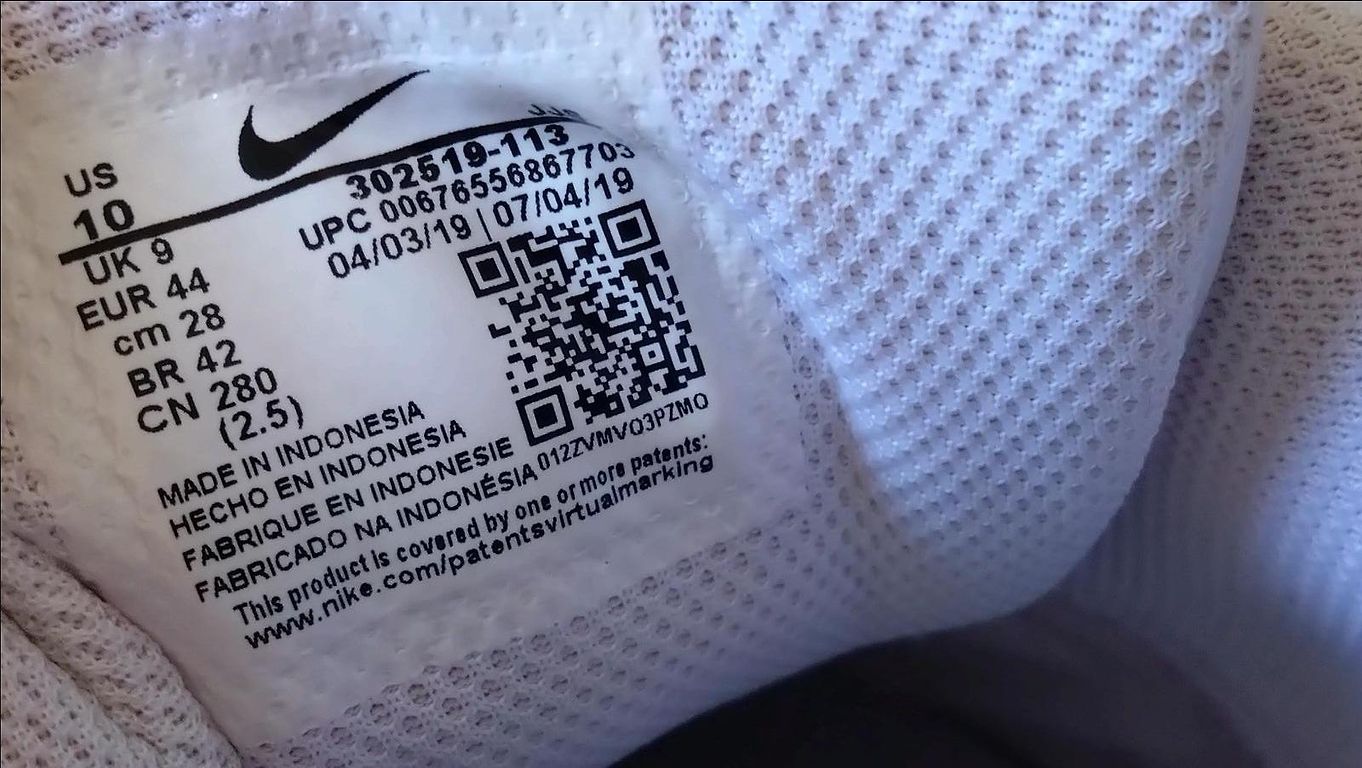 US
10
302519-113
UPC 00676556867703
04/03/19 | 07/04/19
UK 9
EUR 44
cm 28
BR 42
CN 280
(2.5)
MADE IN INDONESIA
HECHO EN INDONESIA
FABRIQUE EN INDONESIE
FABRICADO NA INDONÉSIA
012ZVMVO3PZMO
This product is covered by one or more patents:
www.nike.com/patentsvirtualmarking